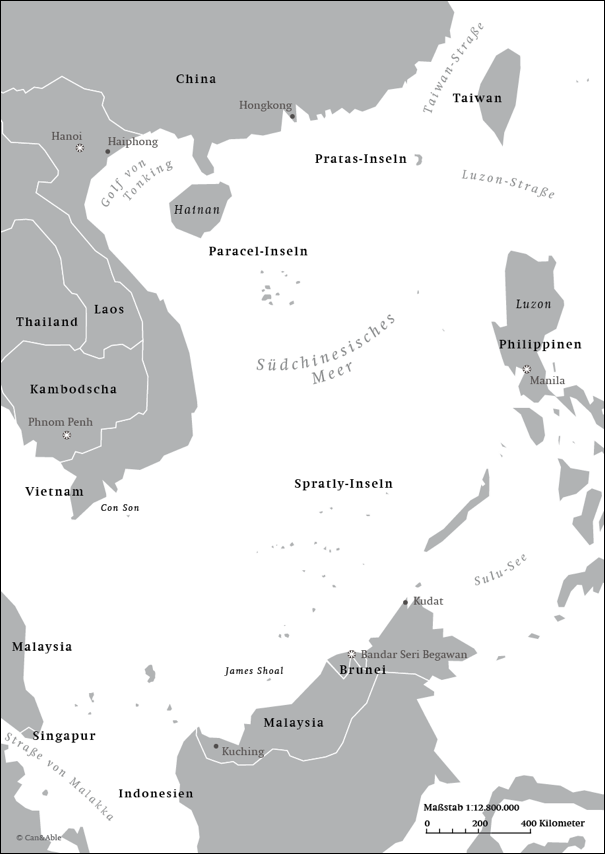 Taiwan-Straße
China
Taiwan
Hongkong
Hanoi
Haiphong
Golf von
Tonking
Pratas-Inseln
Luzon-Straße
Hainan
Paracel-Inseln
Luzon
Laos
Thailand
Südchinesisches
Meer
Philippinen
Manila
Kambodscha
Phnom Penh
Vietnam
Con Son
Spratly-Inseln
Sulu-See
Kudat
Malaysia
Bandar Seri Begawan
James Shoal
Brunei
Malaysia
Singapur
Kuching
Straße von Malakka
Indonesien
Maßstab 1:12.800.000
0 200 400 Kilometer
© Can&Able